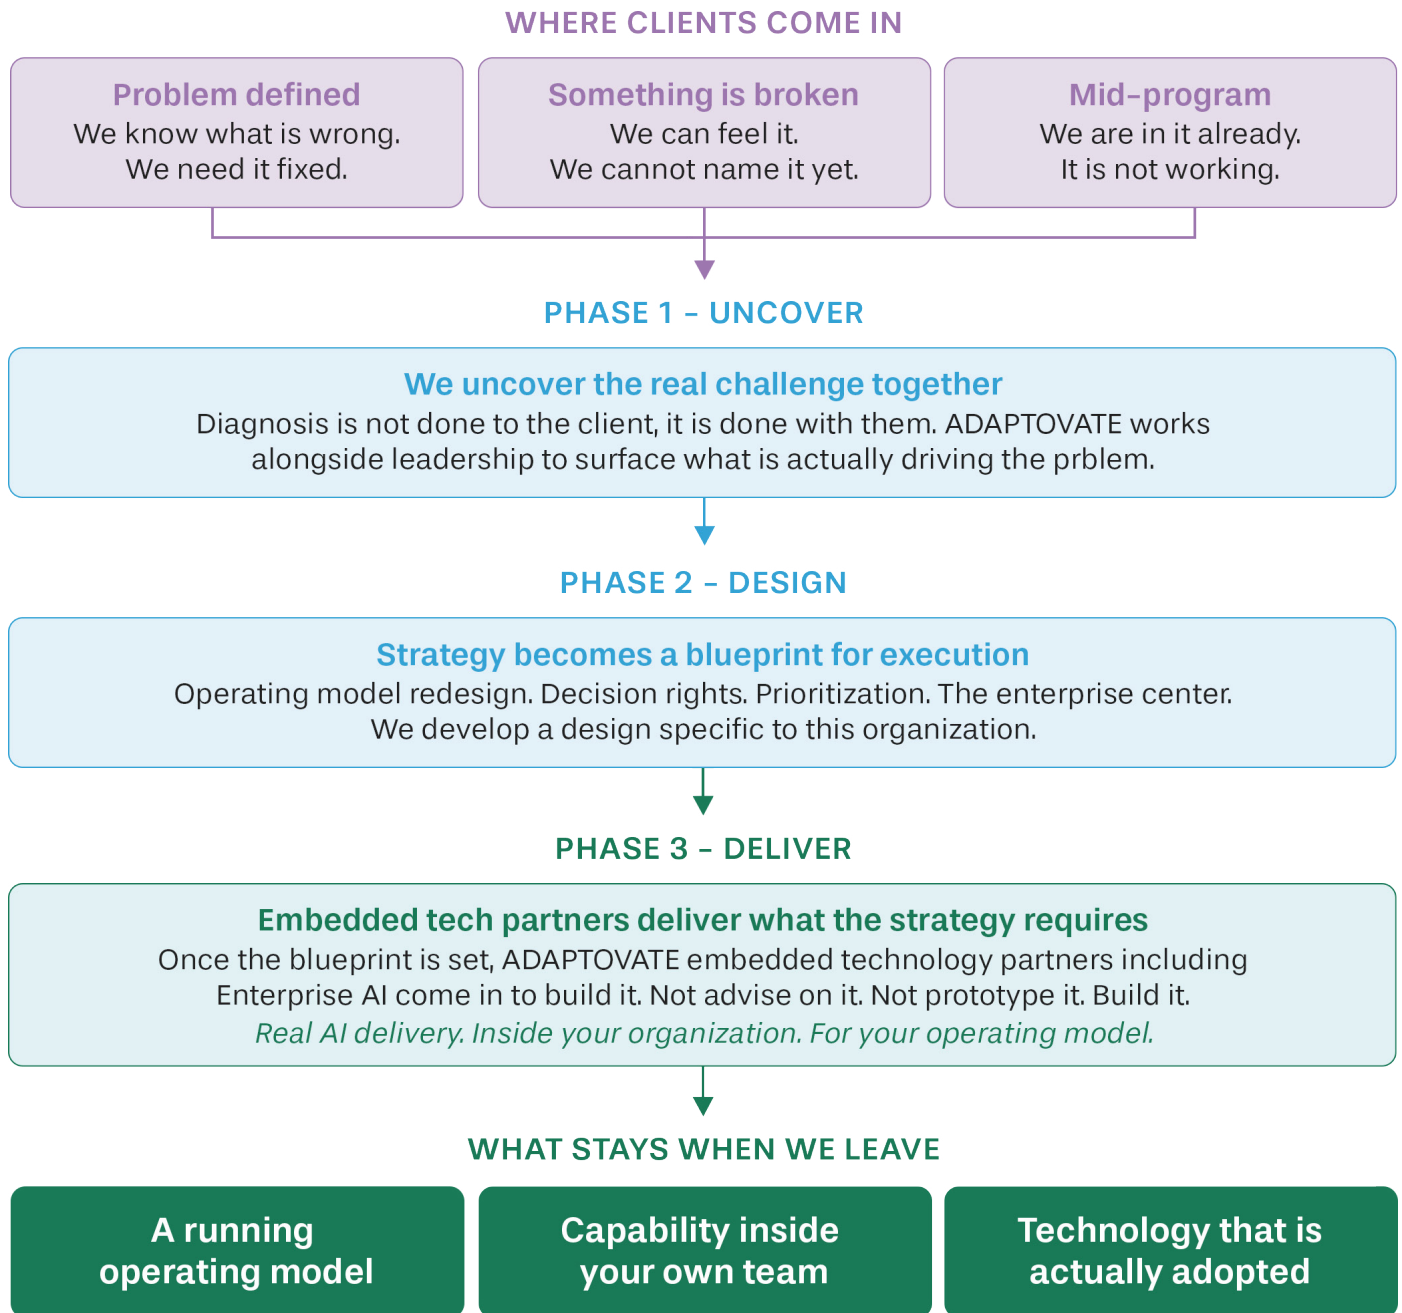 WHERE CLIENTS COME IN
Problem defined
We know what is wrong.
We need it fixed.
Something is broken
We can feel it.
We cannot name it yet.
Mid-program
We are in it already.
It is not working.
PHASE 1 – UNCOVER
We uncover the real challenge together
Diagnosis is not done to the client, it is done with them. ADAPTOVATE works
alongside leadership to surface what is actually driving the prblem.
PHASE 2 – DESIGN
Strategy becomes a blueprint for execution
Operating model redesign. Decision rights. Prioritization. The enterprise center.
We develop a design specific to this organization.
PHASE 3 – DELIVER
Embedded tech partners deliver what the strategy requires
Once the blueprint is set, ADAPTOVATE embedded technology partners including
Enterprise AI come in to build it. Not advise on it. Not prototype it. Build it.
Real AI delivery. Inside your organization. For your operating model.
WHAT STAYS WHEN WE LEAVE
A running
operating model
Capability inside
your own team
Technology that is
actually adopted